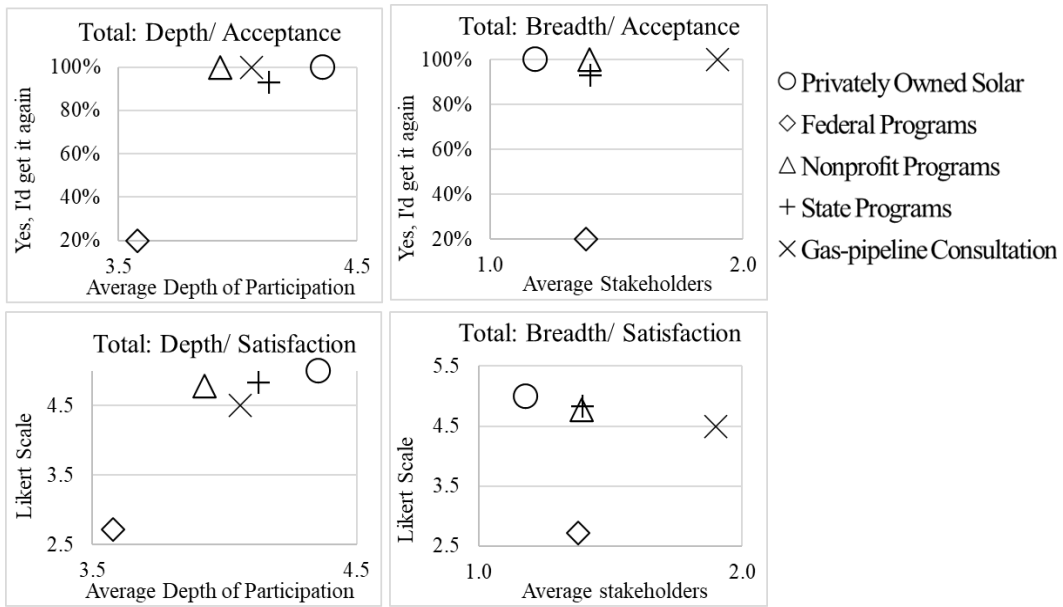 Total: Depth/ Acceptance
Yes, I'd get it again
100%
80%
60%
40%
20%
3.5
4.5
Average Depth of Participation
Total: Breadth/ Acceptance
Yes, I'd get it again
100%
80%
60%
40%
20%
1.0
2.0
Average Stakeholders
Privately Owned Solar
Federal Programs
Nonprofit Programs
State Programs
Gas-pipeline Consultation
Total: Depth/ Satisfaction
Likert Scale
4.5
3.5
2.5
3.5
4.5
Average Depth of Participation
Total: Breadth/ Satisfaction
Likert Scale
5.5
4.5
3.5
2.5
1.0
2.0
Average stakeholders